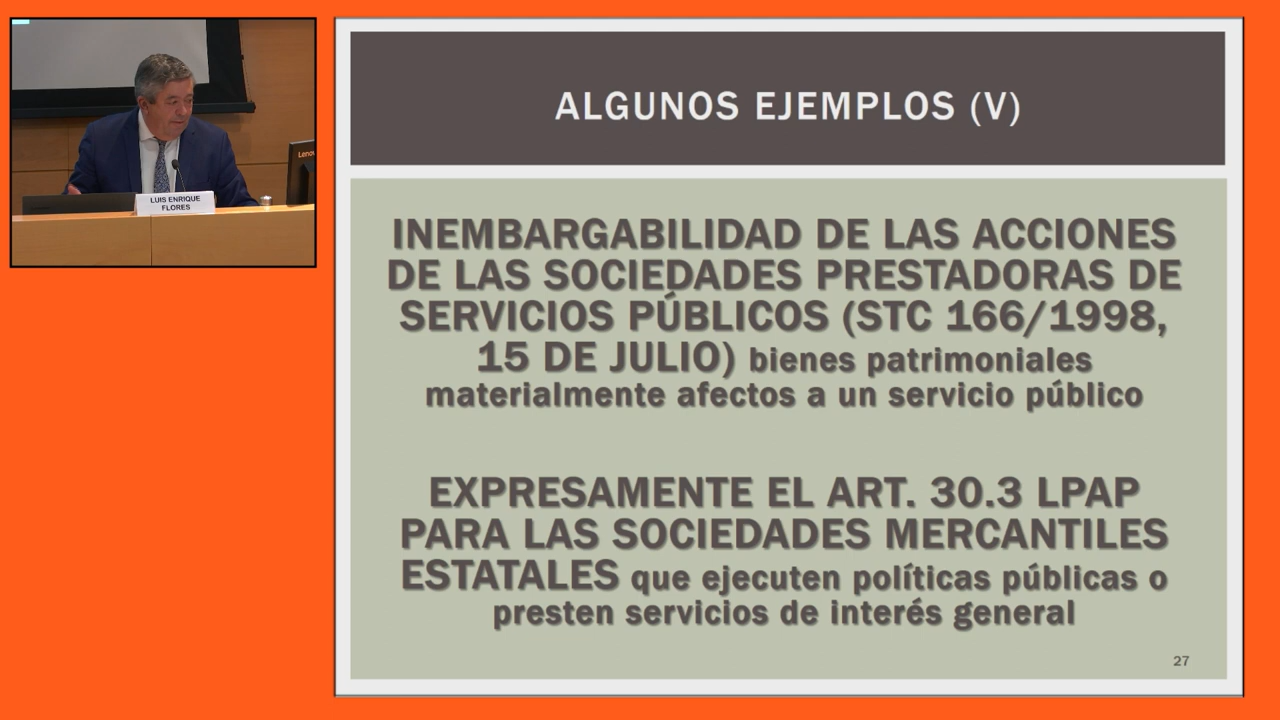 Lenov
LUIS ENRIQUE
FLORES
ALGUNOS EJEMPLOS (V)
INEMBARGABILIDAD DE LAS ACCIONES
DE LAS SOCIEDADES PRESTADORAS DE
SERVICIOS PÚBLICOS (STC 166/1998,
15 DE JULIO) bienes patrimoniales
materialmente afectos a un servicio público
EXPRESAMENTE EL ART. 30.3 LPAP
PARA LAS SOCIEDADES MERCANTILES
ESTATALES que ejecuten políticas públicas o
presten servicios de interés general
27